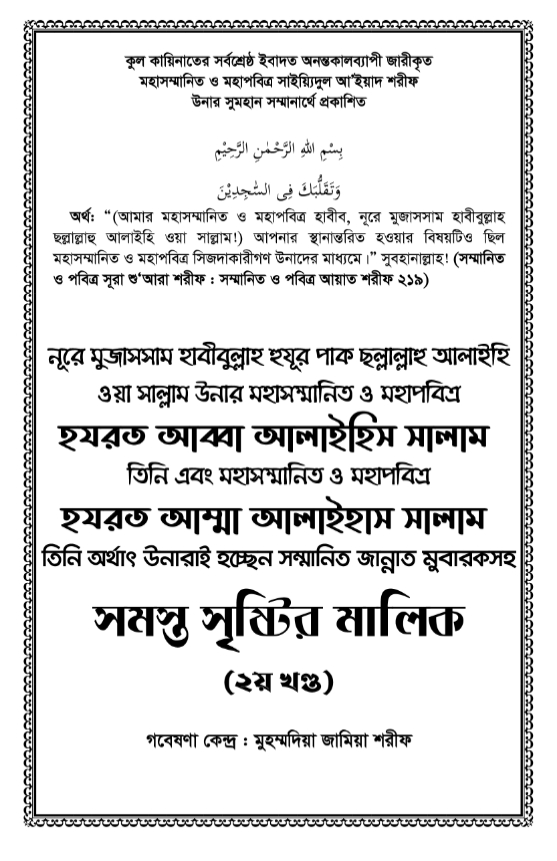 কুল কায়িনাতের সর্বশ্রেষ্ঠ ইবাদত অনন্তকালব্যাপী জারীকৃত
মহাসম্মানিত ও মহাপবিত্র সাইয়্যিদুল আ‘ইয়াদ শরীফ
উনার সুমহান সম্মানার্থে প্রকাশিত
بِسْمِ اللهِ الرَّحْمٰنِ الرَّحِيْمِ
وَتَقَلُّبَكَ فِى السّٰجِدِيْنَ
অর্থ: “(আমার মহাসম্মানিত ও মহাপবিত্র হাবীব, নূরে মুজাসসাম হাবীবুল্লাহ
ছল্লাল্লাহু আলাইহি ওয়া সাল্লাম!) আপনার স্থানান্তরিত হওয়ার বিষয়টিও ছিল
মহাসম্মানিত ও মহাপবিত্র সিজদাকারীগণ উনাদের মাধ্যমে।” সুবহানাল্লাহ! (সম্মানিত
ও পবিত্র সূরা শু‘আরা শরীফ : সম্মানিত ও পবিত্র আয়াত শরীফ ২১৯)
নূরে মুজাসসাম হাবীবুল্লাহ হুযূর পাক ছল্লাল্লাহু আলাইহি
ওয়া সাল্লাম উনার মহাসম্মানিত ও মহাপবিত্র
হযরত আব্বা আলাইহিস সালাম
তিনি এবং মহাসম্মানিত ও মহাপবিত্র
হযরত আম্মা আলাইহাস সালাম
তিনি অর্থাৎ উনারাই হচ্ছেন সম্মানিত জান্নাত মুবারকসহ
সমস্ত সৃষ্টির মালিক
(২য় খণ্ড)
গবেষণা কেন্দ্র : মুহম্মদিয়া জামিয়া শরীফ